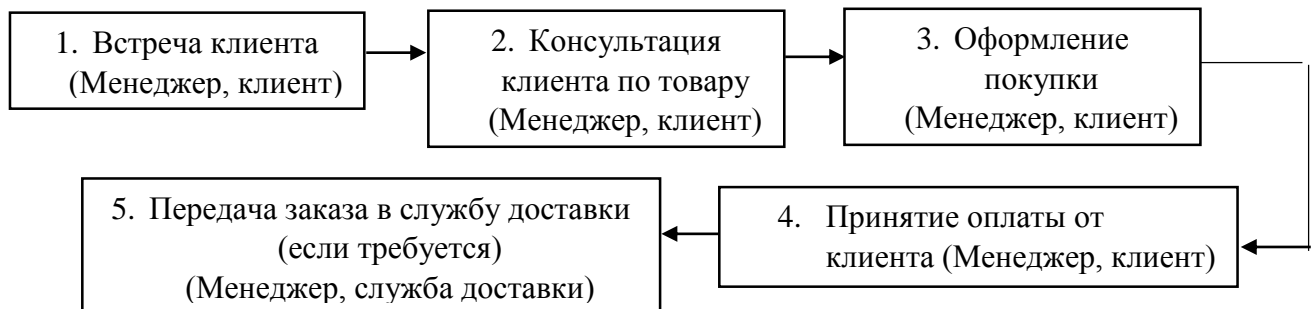 1. Встреча клиента
(Менеджер, клиент)
2. Консультация
клиента по товару
(Менеджер, клиент)
3. Оформление
покупки
(Менеджер, клиент)
4. Принятие оплаты от
клиента (Менеджер, клиент)
5. Передача заказа в службу доставки
(если требуется)
(Менеджер, служба доставки)